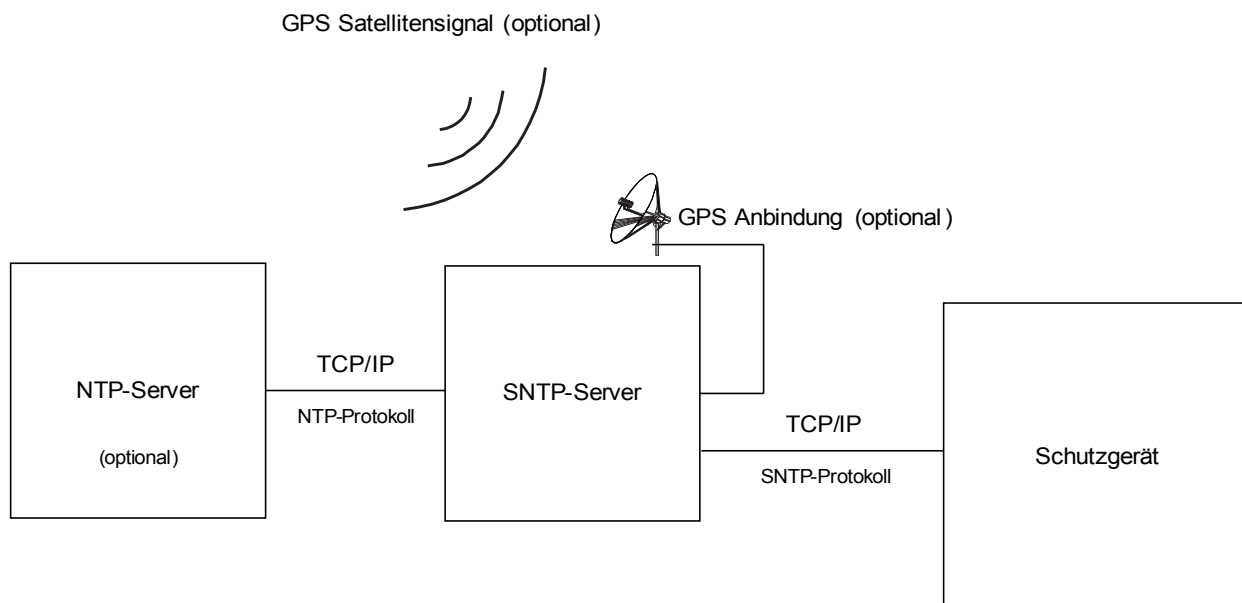 GPS Satellitensignal (optional)
GPS Anbindung (optional)
NTP-Server
(optional)
TCP/IP
NTP-Protokoll
SNTP-Server
TCP/IP
SNTP-Protokoll
Schutzgerät